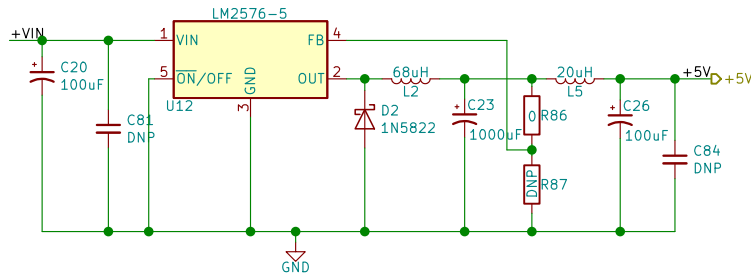 LM2576-5
+VIN
1
VIN
FB
4
+
C20
100uF
5
ON/OFF
GND
OUT
2
68uH
L2
20uH
L5
+5V
+5V
U12
3
C81
DNP
D2
1N5822
+
C23
1000uF
0
R86
+
C26
100uF
C84
DNP
DNP
R87
GND